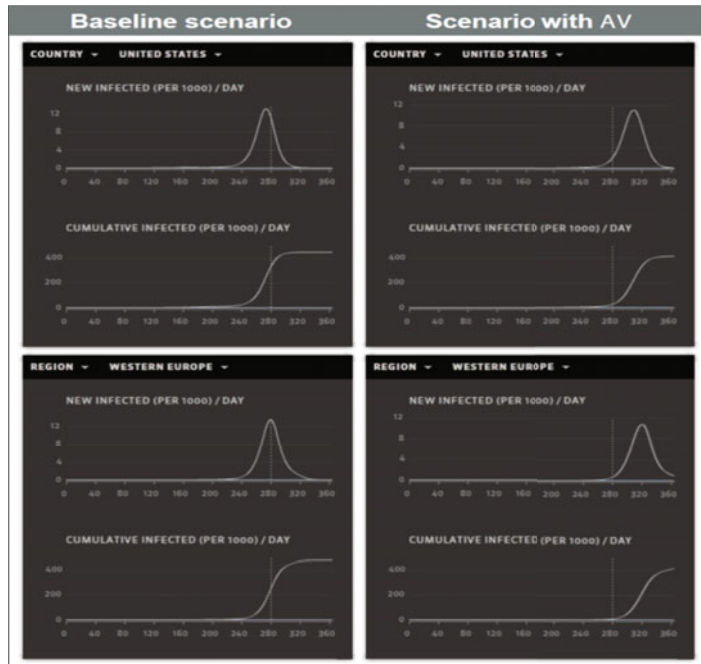 Baseline scenario
Scenario with AV
COUNTRY UNITED STATES
NEW INFECTED (PER 1000) / DAY
12
8
4
0
0 40 80 120 160 200 240 280 320 360
CUMULATIVE INFECTED (PER 1000) / DAY
400
200
0
0 40 80 120 160 200 240 280 320 360
COUNTRY UNITED STATES
NEW INFECTED (PER 1000) / DAY
12
8
4
0
0 40 80 120 160 200 240 280 320 360
CUMULATIVE INFECTED (PER 1000) / DAY
400
200
0
0 40 80 120 160 200 240 280 320 360
REGION WESTERN EUROPE
NEW INFECTED (PER 1000) / DAY
12
8
4
0
0 40 80 120 160 200 240 280 320 360
CUMULATIVE INFECTED (PER 1000) / DAY
400
200
0
0 40 80 120 160 200 240 280 320 360
REGION WESTERN EUROPE
NEW INFECTED (PER 1000) / DAY
12
8
4
0
0 40 80 120 160 200 240 280 320 360
CUMULATIVE INFECTED (PER 1000) / DAY
400
200
0
0 40 80 120 160 200 240 280 320 360